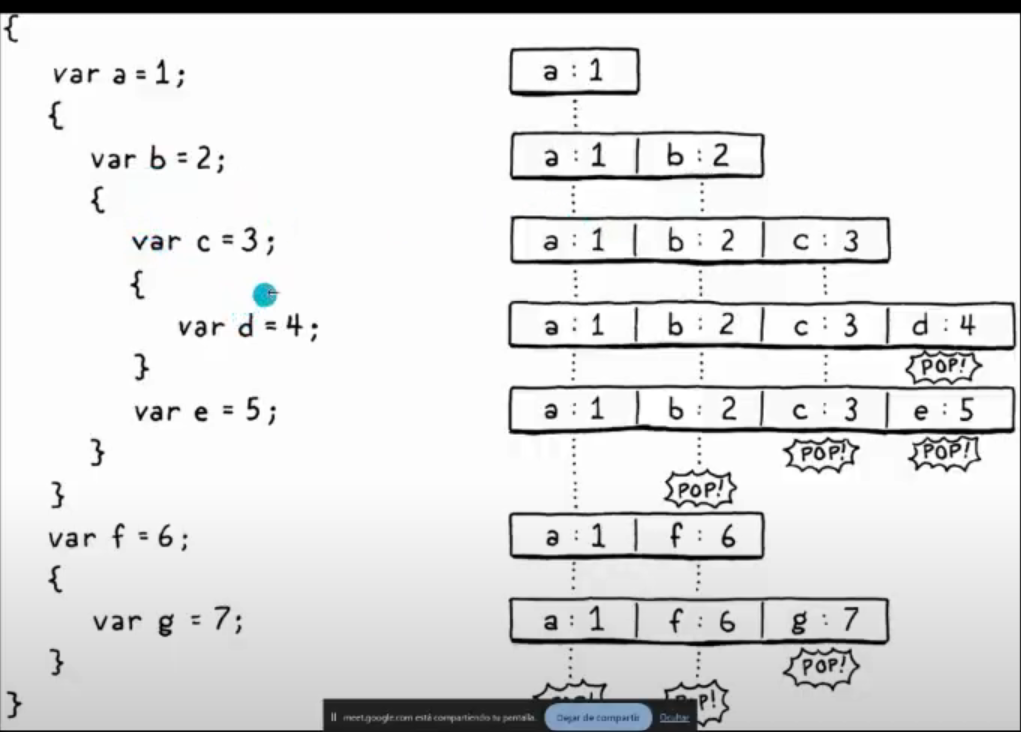 {
var a = 1;
a : 1
{
var b = 2;
a : 1 b : 2
{
var c = 3;
a : 1 b : 2 c : 3
{
var d = 4;
a : 1 b : 2 c : 3 d : 4
}
POP!
var e = 5;
a : 1 b : 2 c : 3 e : 5
}
POP! POP!
}
POP!
var f = 6;
a : 1 f : 6
{
var g = 7;
a : 1 f : 6 g : 7
}
POP!
}
meet.google.com está compartiendo tu pantalla. Dejar de compartir Ocultar